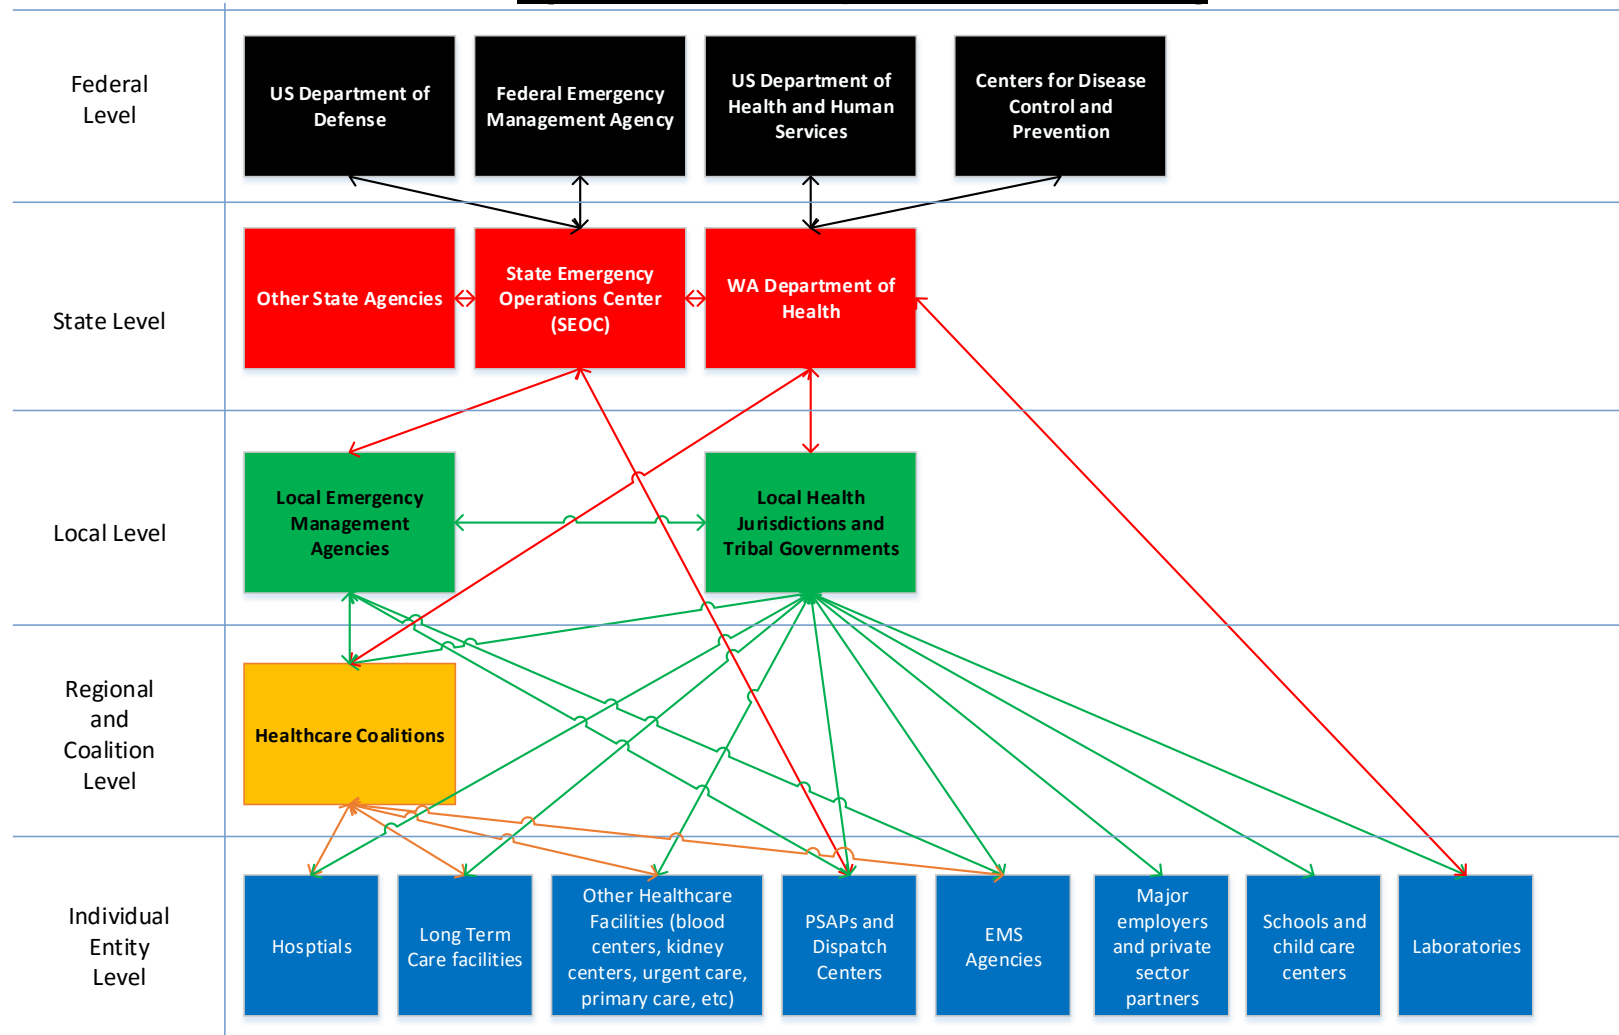 Federal
Level
US Department of
Defense
Federal Emergency
Management Agency
US Department of
Health and Human
Services
Centers for Disease
Control and
Prevention
State Level
Other State Agencies
State Emergency
Operations Center
(SEOC)
WA Department of
Health
Local Level
Local Emergency
Management
Agencies
Local Health
Jurisdictions and
Tribal Governments
Regional
and
Coalition
Level
Healthcare Coalitions
Individual
Entity
Level
Hosptials
Long Term
Care facilities
Other Healthcare
Facilities (blood
centers, kidney
centers, urgent care,
primary care, etc)
PSAPs and
Dispatch
Centers
EMS
Agencies
Major
employers
and private
sector
partners
Schools and
child care
centers
Laboratories